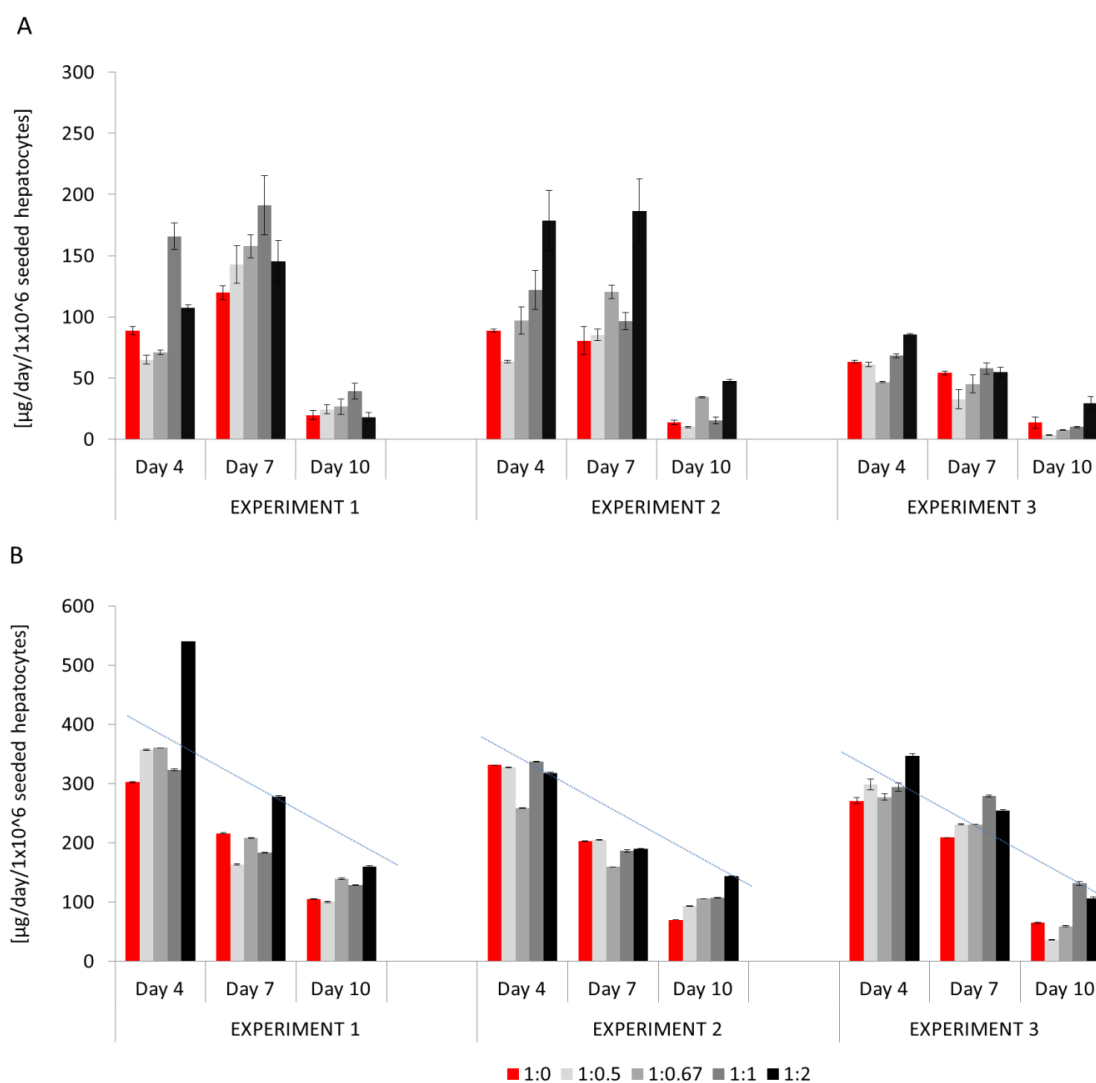 A
[µg/day/1x10^6 seeded hepatocytes]
300
250
200
150
100
50
0
Day 4 Day 7 Day 10 Day 4 Day 7 Day 10 Day 4 Day 7 Day 10
EXPERIMENT 1 EXPERIMENT 2 EXPERIMENT 3
B
[µg/day/1x10^6 seeded hepatocytes]
600
500
400
300
200
100
0
Day 4 Day 7 Day 10 Day 4 Day 7 Day 10 Day 4 Day 7 Day 10
EXPERIMENT 1 EXPERIMENT 2 EXPERIMENT 3
1:0 1:0.5 1:0.67 1:1 1:2